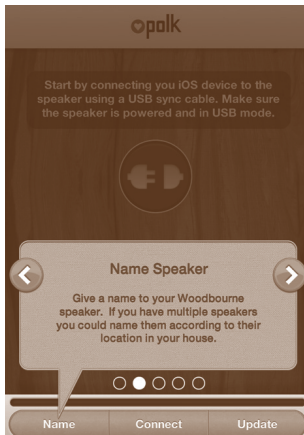 polk
Start by connecting you iOS device to the
speaker using a USB sync cable. Make sure
the speaker is powered and in USB mode.
Name Speaker
Give a name to your Woodbourne
speaker. If you have multiple speakers
you could name them according to their
location in your house.
Name Connect Update